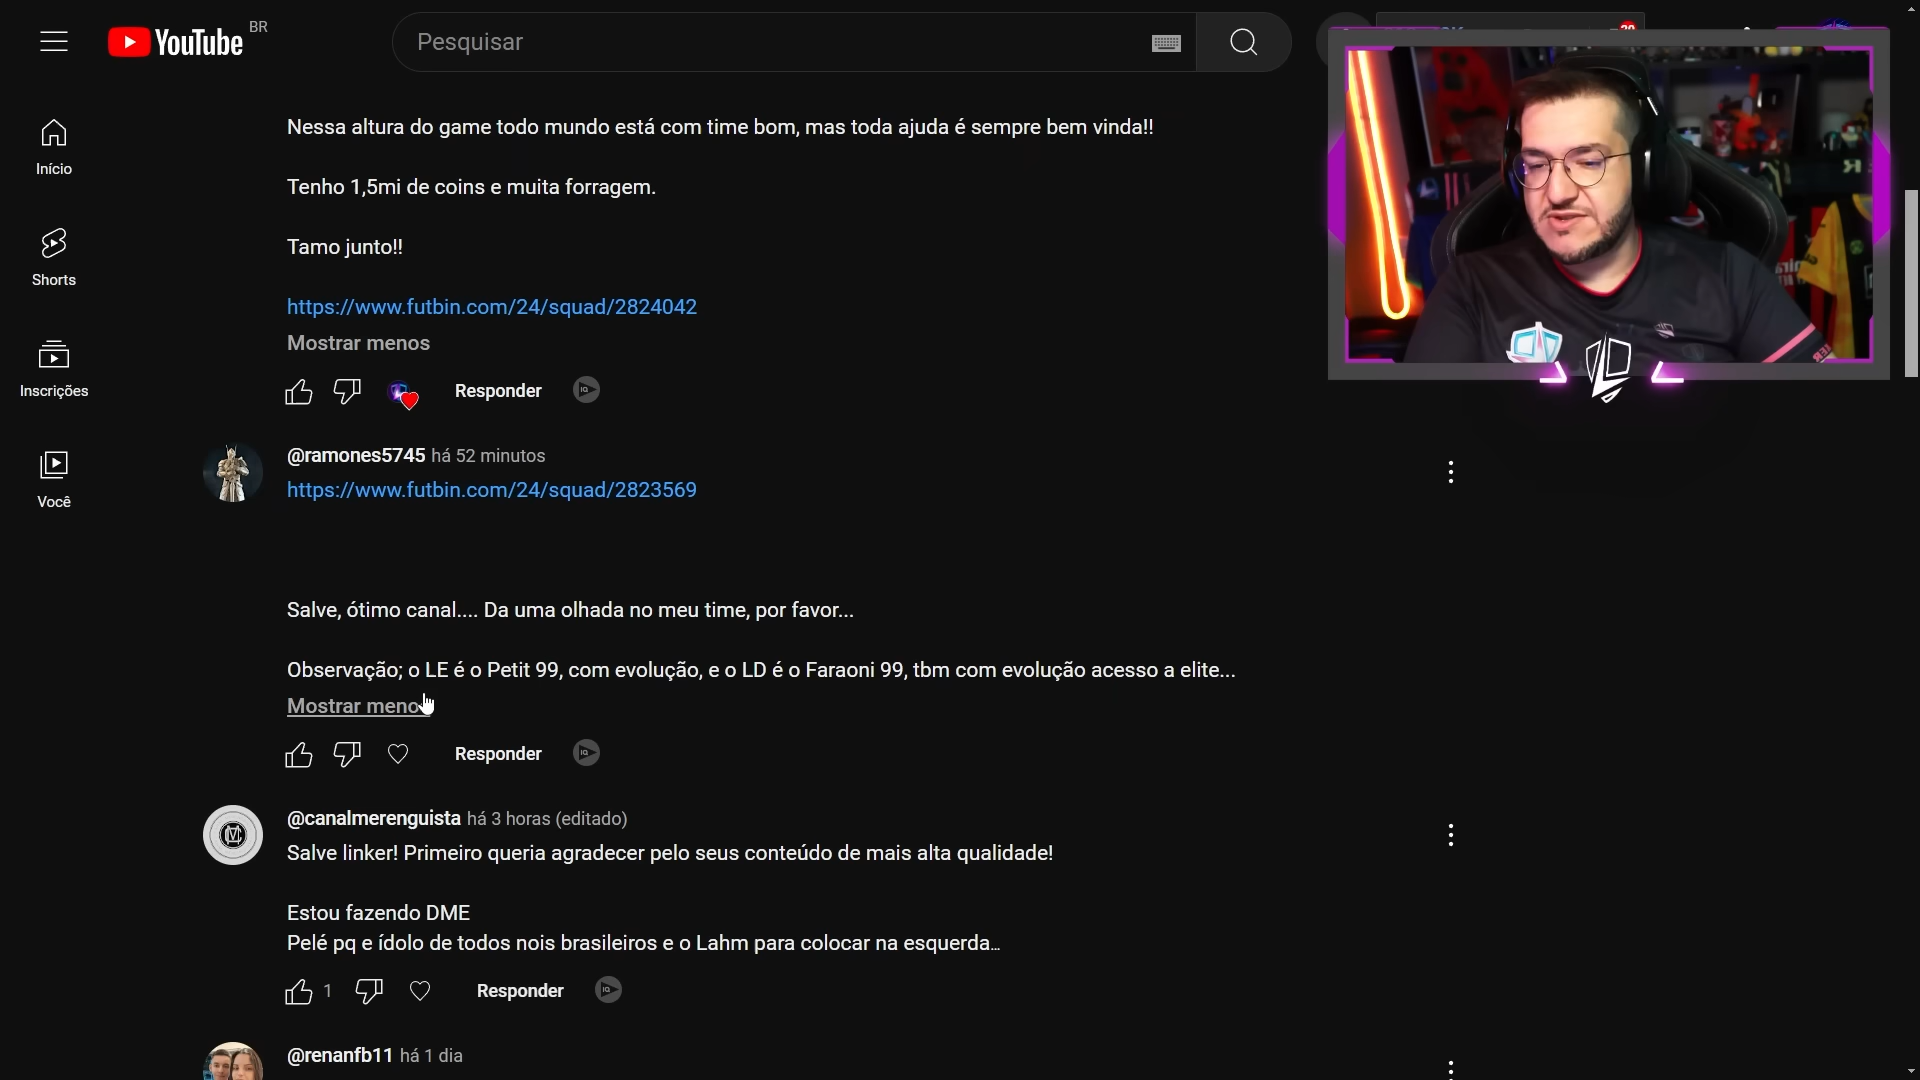 YouTube BR
Pesquisar
Início
Shorts
Inscrições
Você
Nessa altura do game todo mundo está com time bom, mas toda ajuda é sempre bem vinda!!
Tenho 1,5mi de coins e muita forragem.
Tamo junto!!
https://www.futbin.com/24/squad/2824042
Mostrar menos
Responder
@ramones5745 há 52 minutos
https://www.futbin.com/24/squad/2823569
Salve, ótimo canal.... Da uma olhada no meu time, por favor...
Observação; o LE é o Petit 99, com evolução, e o LD é o Faraoni 99, tbm com evolução acesso a elite...
Mostrar meno
Responder
@canalmerenguista há 3 horas (editado)
Salve linker! Primeiro queria agradecer pelo seus conteúdo de mais alta qualidade!
Estou fazendo DME
Pelé pq e ídolo de todos nois brasileiros e o Lahm para colocar na esquerda...
1
Responder
@renanfb11 há 1 dia